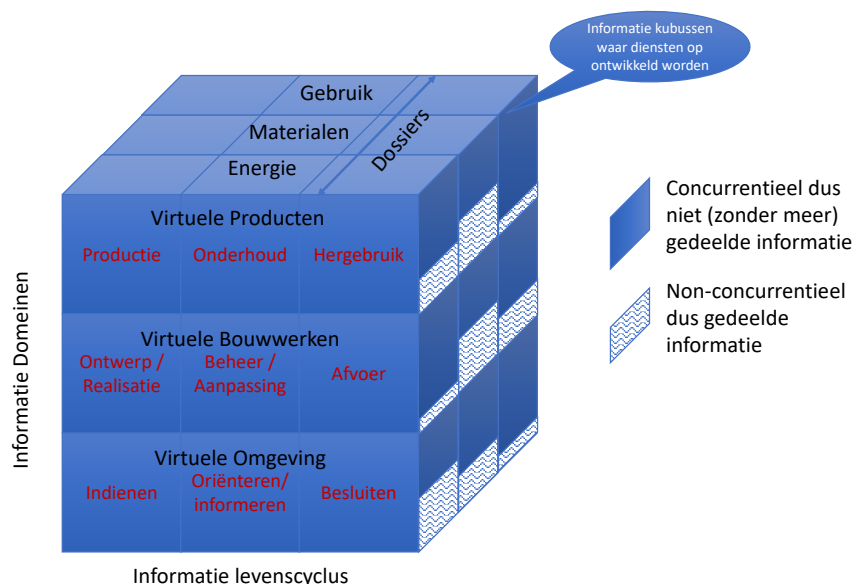 Informatie kubussen
waar diensten op
ontwikkeld worden
Gebruik
Materialen
Energie
Dossiers
Virtuele Producten
Productie
Onderhoud
Hergebruik
Virtuele Bouwwerken
Ontwerp /
Realisatie
Beheer /
Aanpassing
Afvoer
Virtuele Omgeving
Indienen
Oriënteren/
informeren
Besluiten
Informatie Domeinen
Informatie levenscyclus
Concurrentieel dus
niet (zonder meer)
gedeelde informatie
Non-concurrentieel
dus gedeelde
informatie